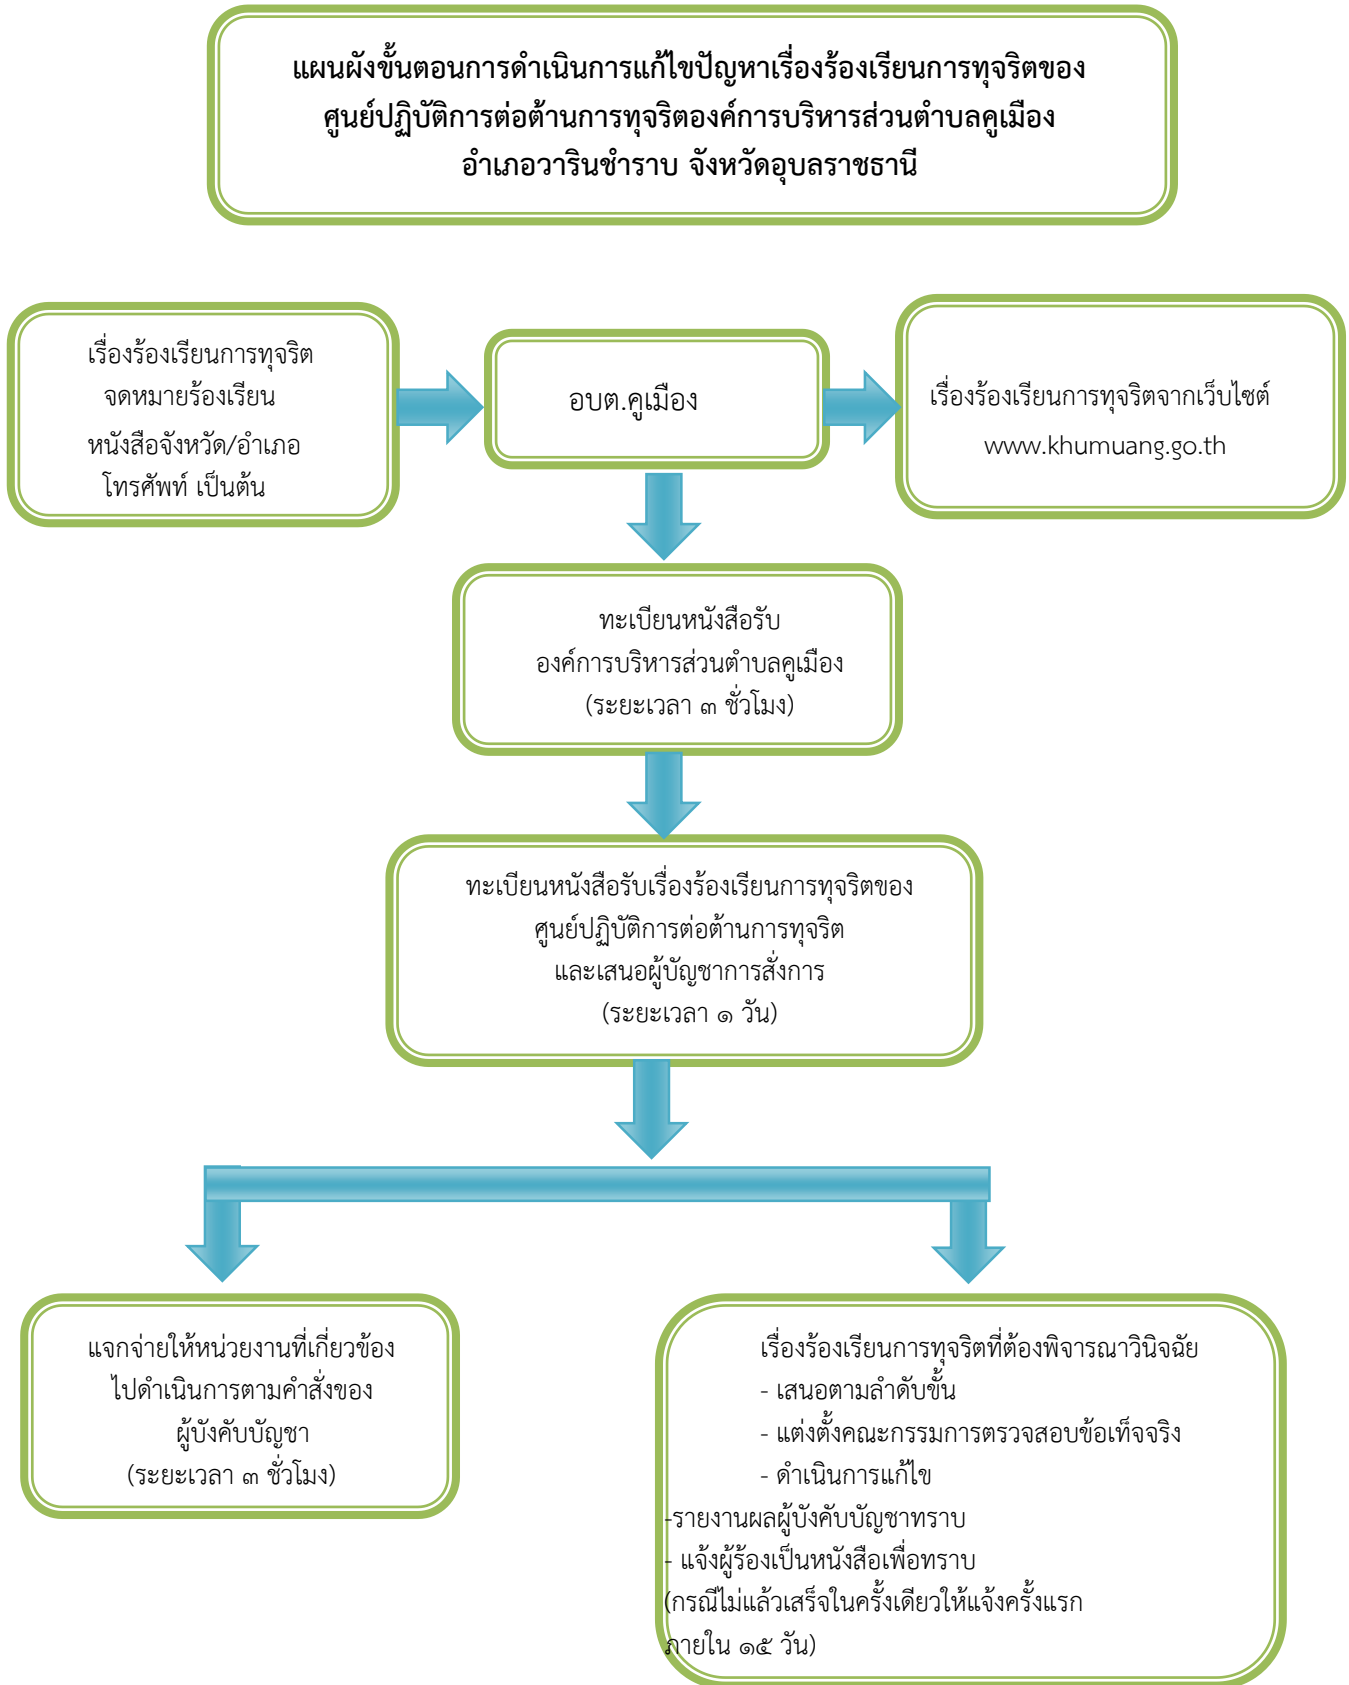 แผนผังขั้นตอนการดำเนินการแก้ไขปัญหาเรื่องร้องเรียนการทุจริตของ
ศูนย์ปฏิบัติการต่อต้านการทุจริตองค์การบริหารส่วนตำบลคูเมือง
อำเภอวารินชำราบ จังหวัดอุบลราชธานี
เรื่องร้องเรียนการทุจริต
จดหมายร้องเรียน
หนังสือจังหวัด/อำเภอ
โทรศัพท์ เป็นต้น
อบต.คูเมือง
เรื่องร้องเรียนการทุจริตจากเว็บไซต์
www.khumuang.go.th
ทะเบียนหนังสือรับ
องค์การบริหารส่วนตำบลคูเมือง
(ระยะเวลา ๓ ชั่วโมง)
ทะเบียนหนังสือรับเรื่องร้องเรียนการทุจริตของ
ศูนย์ปฏิบัติการต่อต้านการทุจริต
และเสนอผู้บัญชาการสั่งการ
(ระยะเวลา ๑ วัน)
แจกจ่ายให้หน่วยงานที่เกี่ยวข้อง
ไปดำเนินการตามคำสั่งของ
ผู้บังคับบัญชา
(ระยะเวลา ๓ ชั่วโมง)
เรื่องร้องเรียนการทุจริตที่ต้องพิจารณาวินิจฉัย
- เสนอตามลำดับขั้น
- แต่งตั้งคณะกรรมการตรวจสอบข้อเท็จจริง
- ดำเนินการแก้ไข
-รายงานผลผู้บังคับบัญชาทราบ
- แจ้งผู้ร้องเป็นหนังสือเพื่อทราบ
(กรณีไม่แล้วเสร็จในครั้งเดียวให้แจ้งครั้งแรก
ภายใน ๑๕ วัน)